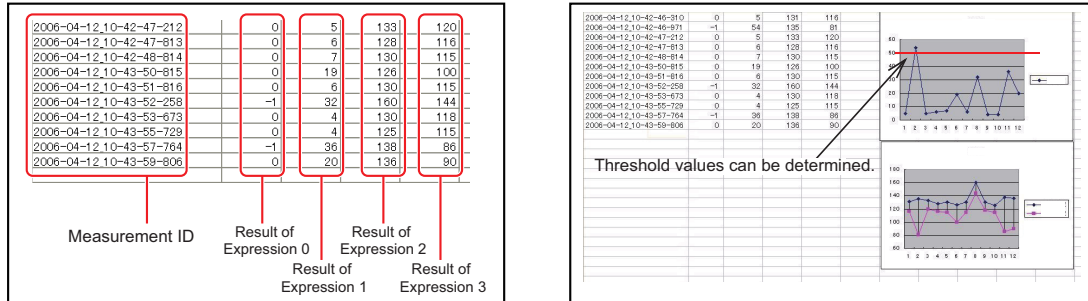 2006-04-12_10-42-47-212 0 5 133 120
2006-04-12_10-42-47-813 0 6 128 116
2006-04-12_10-42-48-814 0 7 130 115
2006-04-12_10-43-50-815 0 19 126 100
2006-04-12_10-43-51-816 0 6 130 115
2006-04-12_10-43-52-258 -1 32 160 144
2006-04-12_10-43-53-673 0 4 130 118
2006-04-12_10-43-55-729 0 4 125 115
2006-04-12_10-43-57-764 -1 36 138 86
2006-04-12_10-43-59-806 0 20 136 90
Measurement ID
Result of
Expression 0
Result of
Expression 1
Result of
Expression 2
Result of
Expression 3
2006-04-12_10-42-46-310 0 5 131 116
2006-04-12_10-42-46-971 -1 54 135 81
2006-04-12_10-42-47-212 0 5 133 120
2006-04-12_10-42-47-813 0 6 128 116
2006-04-12_10-42-48-814 0 7 130 115
2006-04-12_10-43-50-815 0 19 126 100
2006-04-12_10-43-51-816 0 6 130 115
2006-04-12_10-43-52-258 -1 32 160 144
2006-04-12_10-43-53-673 0 4 130 118
2006-04-12_10-43-55-729 0 4 125 115
2006-04-12_10-43-57-764 -1 36 138 86
2006-04-12_10-43-59-806 0 20 136 90
60
50
40
30
20
10
0
1 2 3 4 5 6 7 8 9 10 11 12
Threshold values can be determined.
180
160
140
120
100
80
60
1 2 3 4 5 6 7 8 9 10 11 12